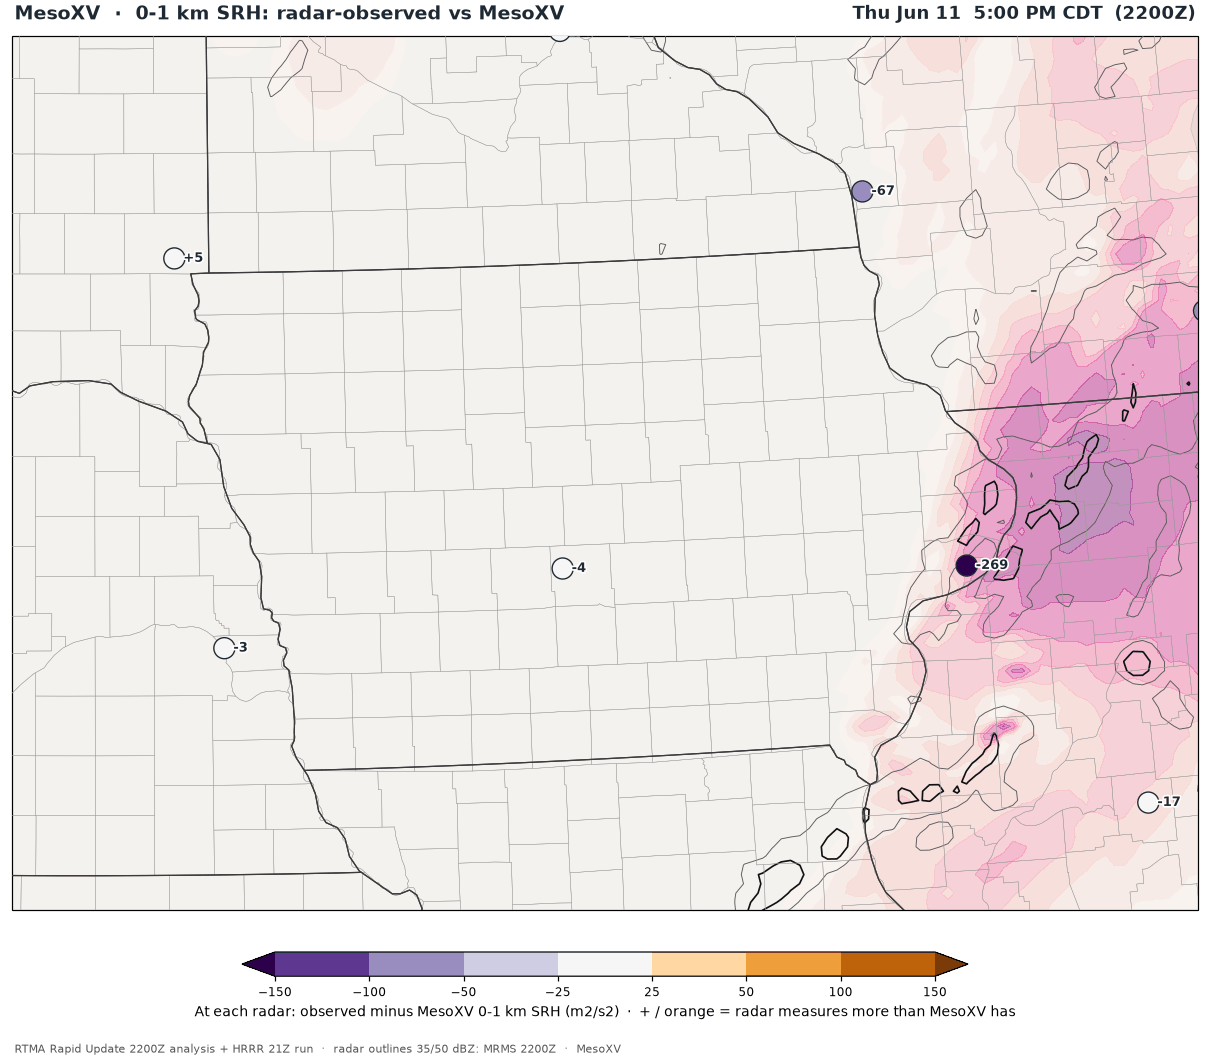 MesoXV · 0-1 km SRH: radar-observed vs MesoXV
Thu Jun 11 5:00 PM CDT (2200Z)
-67
+5
-4
-269
-3
-17
−150 −100 −50 −25 25 50 100 150
At each radar: observed minus MesoXV 0-1 km SRH (m2/s2) · + / orange = radar measures more than MesoXV has
RTMA Rapid Update 2200Z analysis + HRRR 21Z run · radar outlines 35/50 dBZ: MRMS 2200Z · MesoXV